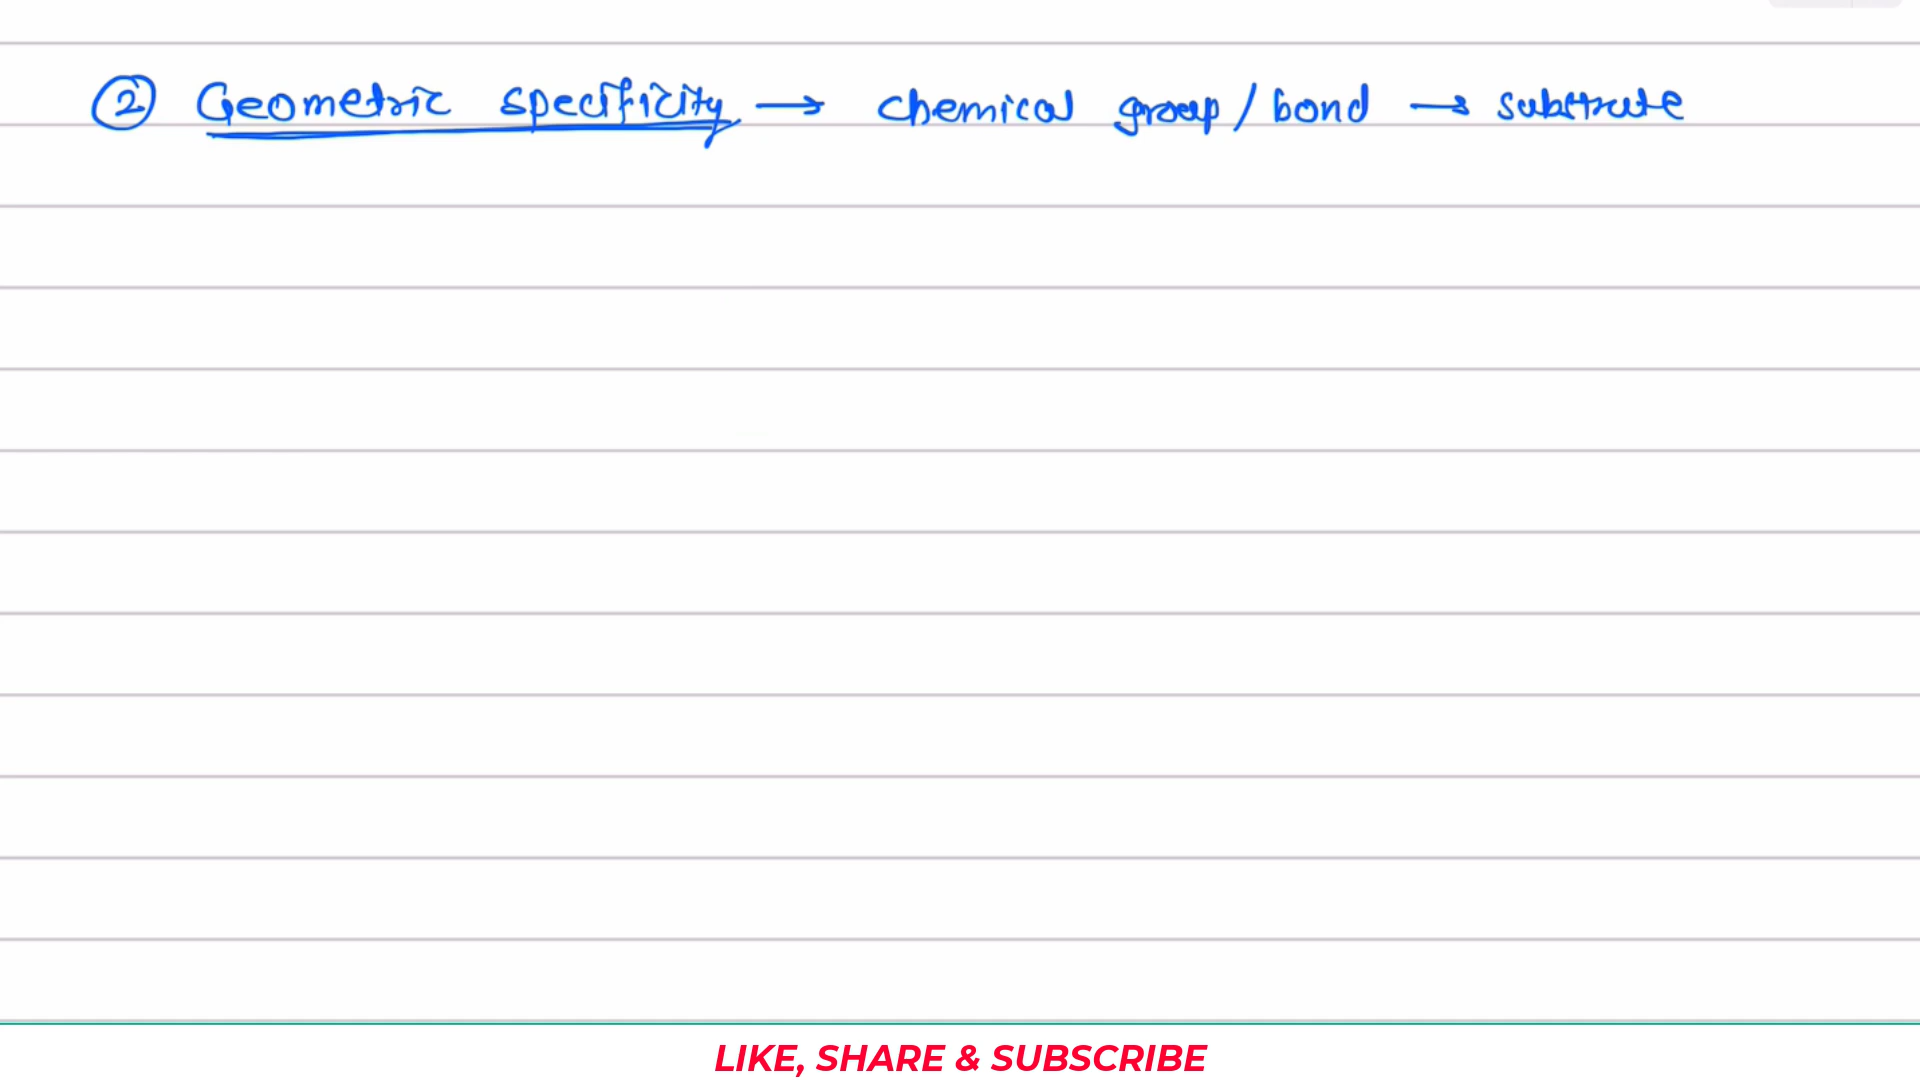 ② Geometric specificity → chemical group / bond → substrate
LIKE, SHARE & SUBSCRIBE